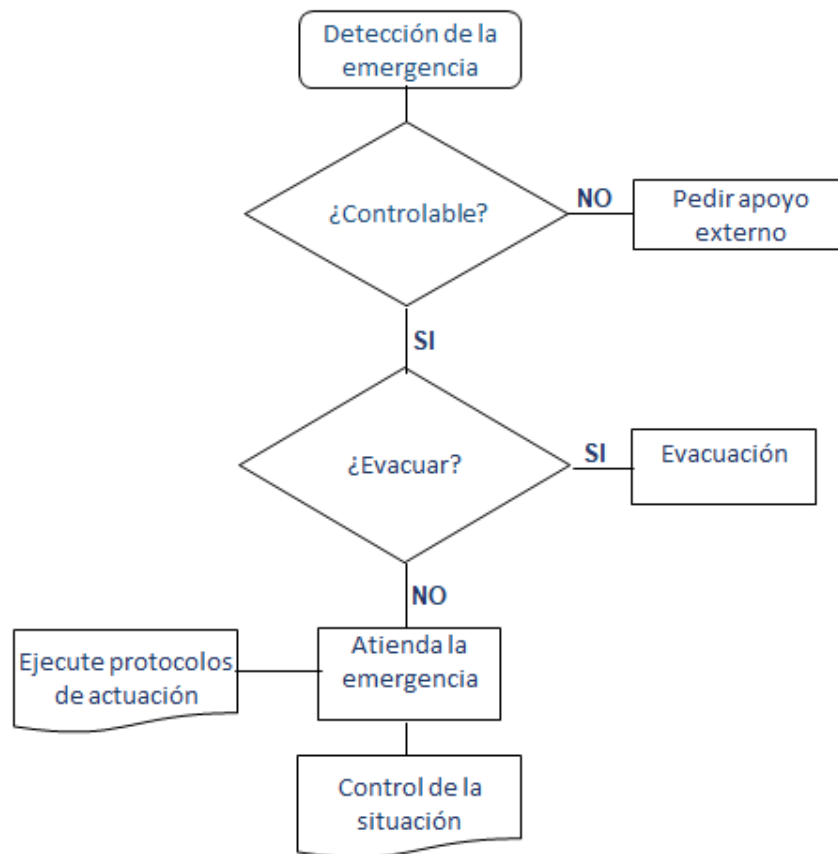 Detección de la
emergencia
¿Controlable?
NO
Pedir apoyo
externo
SI
¿Evacuar?
SI
Evacuación
NO
Atienda la
emergencia
Ejecute protocolos
de actuación
Control de la
situación